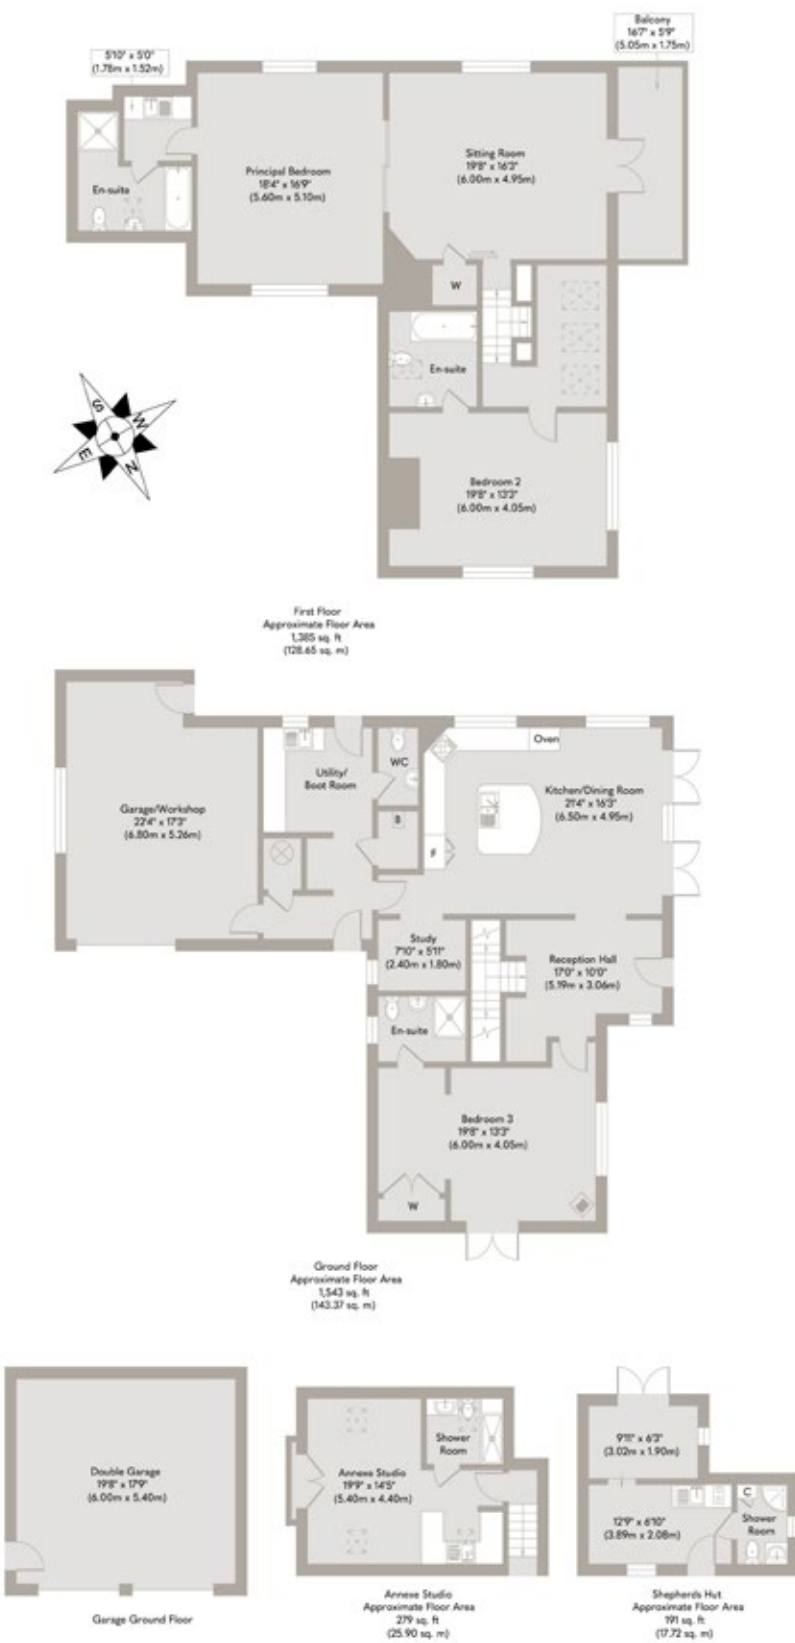 Balcony
16'7" x 5'9"
(5.05m x 1.75m)
5'10" x 5'0"
(1.78m x 1.52m)
Sitting Room
19'8" x 16'3"
(6.00m x 4.95m)
Principal Bedroom
18'4" x 16'9"
(5.60m x 5.10m)
En-suite
W
En-suite
S
W
E
N
Bedroom 2
19'8" x 13'3"
(6.00m x 4.05m)
First Floor
Approximate Floor Area
1,385 sq. ft
(128.65 sq. m)
Oven
WC
Utility/
Boot Room
Kitchen/Dining Room
21'4" x 16'3"
(6.50m x 4.95m)
Garage/Workshop
22'4" x 17'3"
(6.80m x 5.26m)
B
F
Study
7'10" x 5'11"
(2.40m x 1.80m)
Reception Hall
17'0" x 10'0"
(5.19m x 3.06m)
En-suite
Bedroom 3
19'8" x 13'3"
(6.00m x 4.05m)
W
Ground Floor
Approximate Floor Area
1,543 sq. ft
(143.37 sq. m)
Double Garage
19'8" x 17'9"
(6.00m x 5.40m)
Garage Ground Floor
Shower
Room
Annexe Studio
19'9" x 14'5"
(5.40m x 4.40m)
Annexe Studio
Approximate Floor Area
279 sq. ft
(25.90 sq. m)
9'11" x 6'3"
(3.02m x 1.90m)
C
12'9" x 6'10"
(3.89m x 2.08m)
Shower
Room
Shepherds Hut
Approximate Floor Area
191 sq. ft
(17.72 sq. m)